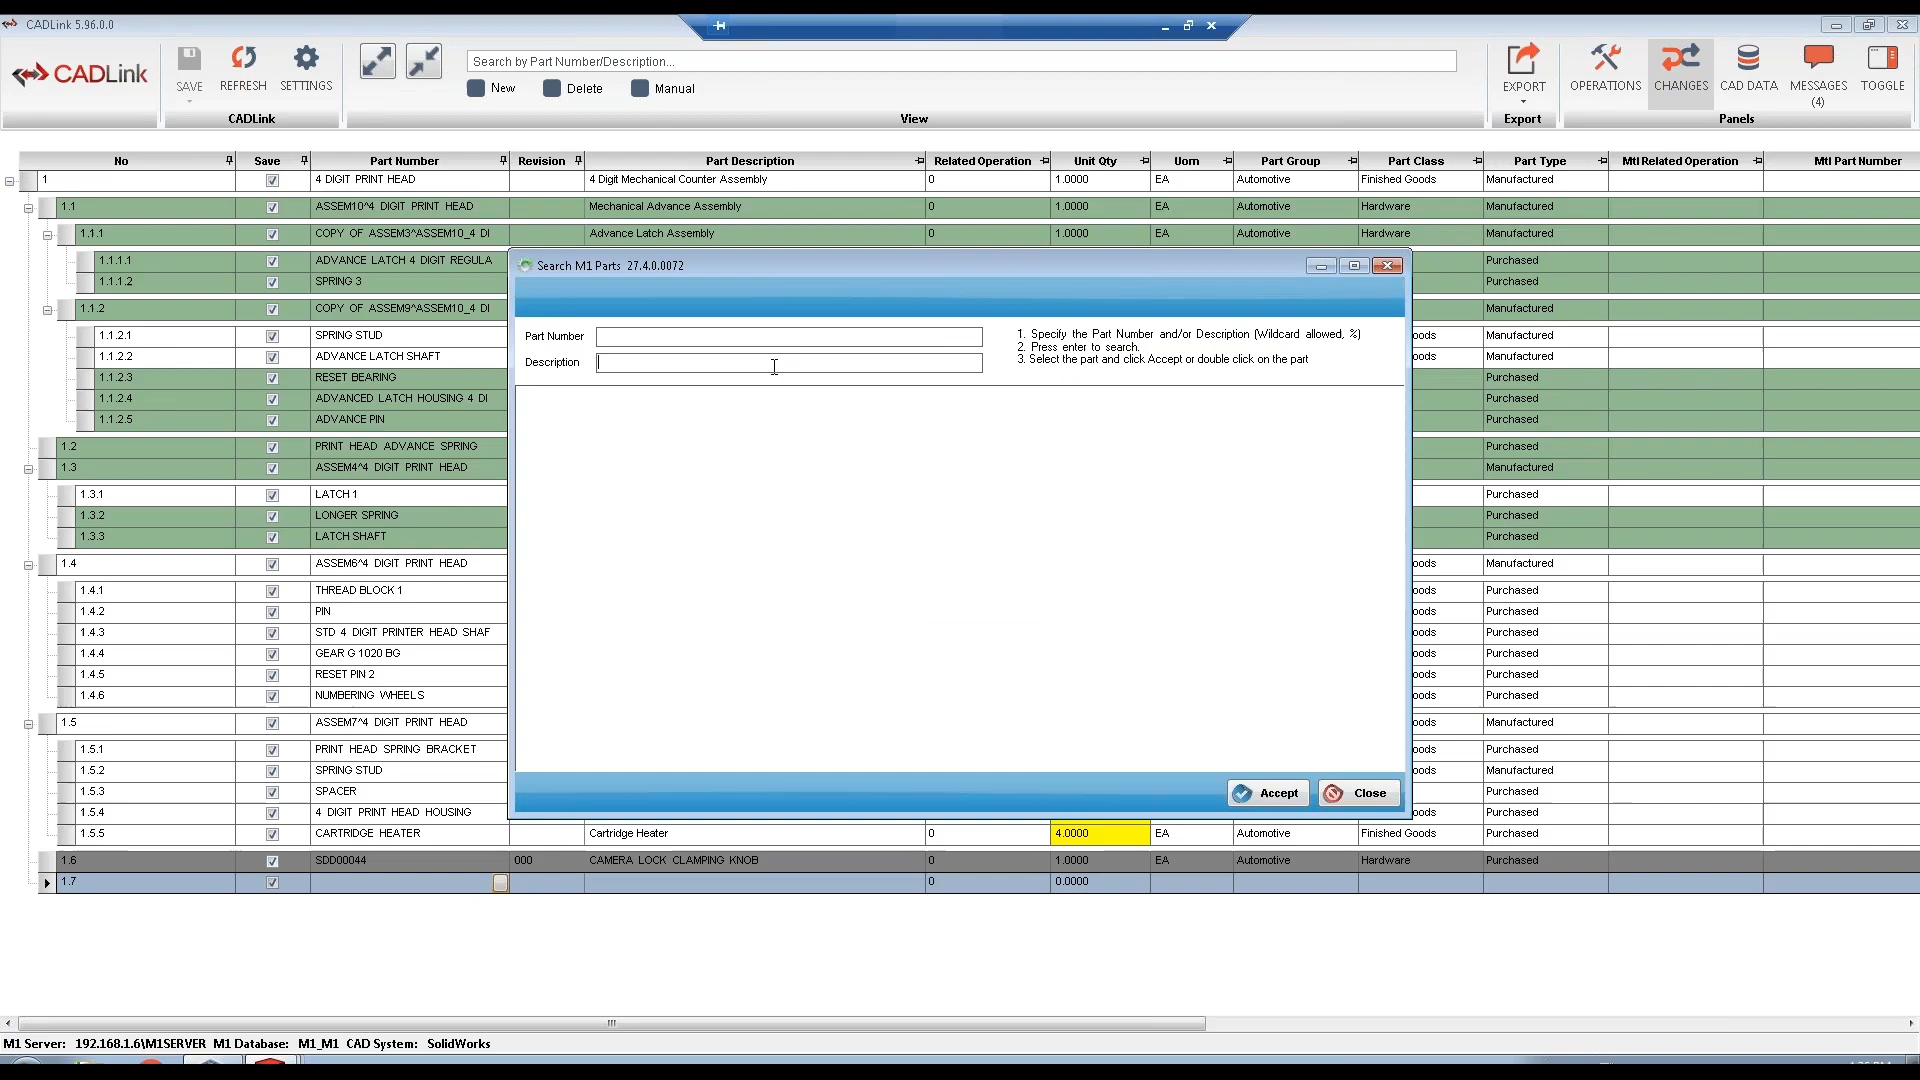 CADLink 5.96.0.0
CADLink
SAVE
REFRESH
SETTINGS
CADLink
Search by Part Number/Description...
New
Delete
Manual
View
EXPORT
Export
OPERATIONS
CHANGES
CAD DATA
MESSAGES
(4)
TOGGLE
Panels
No Save Part Number Revision Part Description Related Operation Unit Qty Uom Part Group Part Class Part Type Mtl Related Operation Mtl Part Number
1 4 DIGIT PRINT HEAD 4 Digit Mechanical Counter Assembly 0 1.0000 EA Automotive Finished Goods Manufactured
1.1 ASSEM10^4 DIGIT PRINT HEAD Mechanical Advance Assembly 0 1.0000 EA Automotive Hardware Manufactured
1.1.1 COPY OF ASSEM3^ASSEM10_4 DI Advance Latch Assembly 0 1.0000 EA Automotive Hardware Manufactured
1.1.1.1 ADVANCE LATCH 4 DIGIT REGULA Purchased
1.1.1.2 SPRING 3 Purchased
1.1.2 COPY OF ASSEM9^ASSEM10_4 DI Manufactured
1.1.2.1 SPRING STUD oods Manufactured
1.1.2.2 ADVANCE LATCH SHAFT oods Manufactured
1.1.2.3 RESET BEARING Purchased
1.1.2.4 ADVANCED LATCH HOUSING 4 DI Purchased
1.1.2.5 ADVANCE PIN Purchased
1.2 PRINT HEAD ADVANCE SPRING Purchased
1.3 ASSEM4^4 DIGIT PRINT HEAD Manufactured
1.3.1 LATCH 1 Purchased
1.3.2 LONGER SPRING Purchased
1.3.3 LATCH SHAFT Purchased
1.4 ASSEM6^4 DIGIT PRINT HEAD oods Manufactured
1.4.1 THREAD BLOCK 1 oods Purchased
1.4.2 PIN oods Purchased
1.4.3 STD 4 DIGIT PRINTER HEAD SHAF oods Purchased
1.4.4 GEAR G 1020 BG oods Purchased
1.4.5 RESET PIN 2 oods Purchased
1.4.6 NUMBERING WHEELS oods Purchased
1.5 ASSEM7^4 DIGIT PRINT HEAD oods Manufactured
1.5.1 PRINT HEAD SPRING BRACKET oods Purchased
1.5.2 SPRING STUD oods Manufactured
1.5.3 SPACER Purchased
1.5.4 4 DIGIT PRINT HEAD HOUSING oods Purchased
1.5.5 CARTRIDGE HEATER Cartridge Heater 0 4.0000 EA Automotive Finished Goods Purchased
1.6 SDD00044 000 CAMERA LOCK CLAMPING KNOB 0 1.0000 EA Automotive Hardware Purchased
1.7 0 0.0000
Search M1 Parts 27.4.0.0072
Part Number
Description
1. Specify the Part Number and/or Description (Wildcard allowed, %)
2. Press enter to search.
3. Select the part and click Accept or double click on the part
Accept
Close
M1 Server: 192.168.1.6\M1SERVER M1 Database: M1_M1 CAD System: SolidWorks